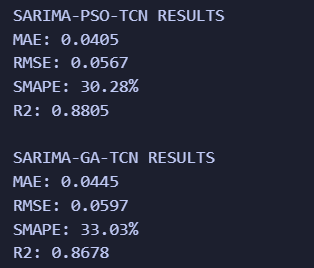 SARIMA-PSO-TCN RESULTS
MAE: 0.0405
RMSE: 0.0567
SMAPE: 30.28%
R2: 0.8805
SARIMA-GA-TCN RESULTS
MAE: 0.0445
RMSE: 0.0597
SMAPE: 33.03%
R2: 0.8678